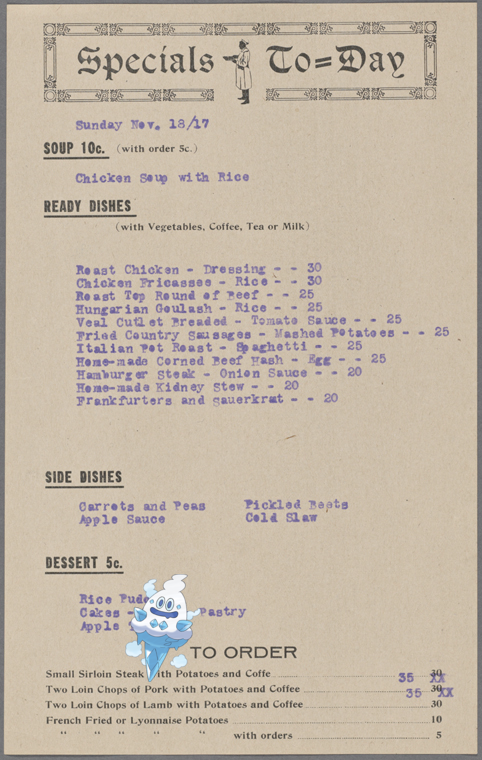 Specials To=Day
Sunday Nov. 18/17
SOUP 10c. (with order 5c.)
Chicken Soup with Rice
READY DISHES
(with Vegetables, Coffee, Tea or Milk)
Roast Chicken - Dressing - - 30
Chicken Fricassee - Rice - - 30
Roast Top Round of Beef - - 25
Hungarian Goulash - Rice - - 25
Veal Cutlet Breaded - Tomato Sauce - - 25
Fried Country Sausages - Mashed Potatoes - - 25
Italian Pot Roast - Spaghetti - - 25
Home-made Corned Beef Hash - Egg - - 25
Hamburger Steak - Onion Sauce - - 20
Home-made Kidney Stew - - 20
Frankfurters and sauerkrat - - 20
SIDE DISHES
Carrots and Peas Pickled Beets
Apple Sauce Cold Slaw
DESSERT 5c.
Rice
Cakes - Pastry
Apple
TO ORDER
Small Sirloin Steak with Potatoes and Coffe 30 35 XX
Two Loin Chops of Pork with Potatoes and Coffee 30 35 XX
Two Loin Chops of Lamb with Potatoes and Coffee 30
French Fried or Lyonnaise Potatoes 10
" " " " " with orders 5